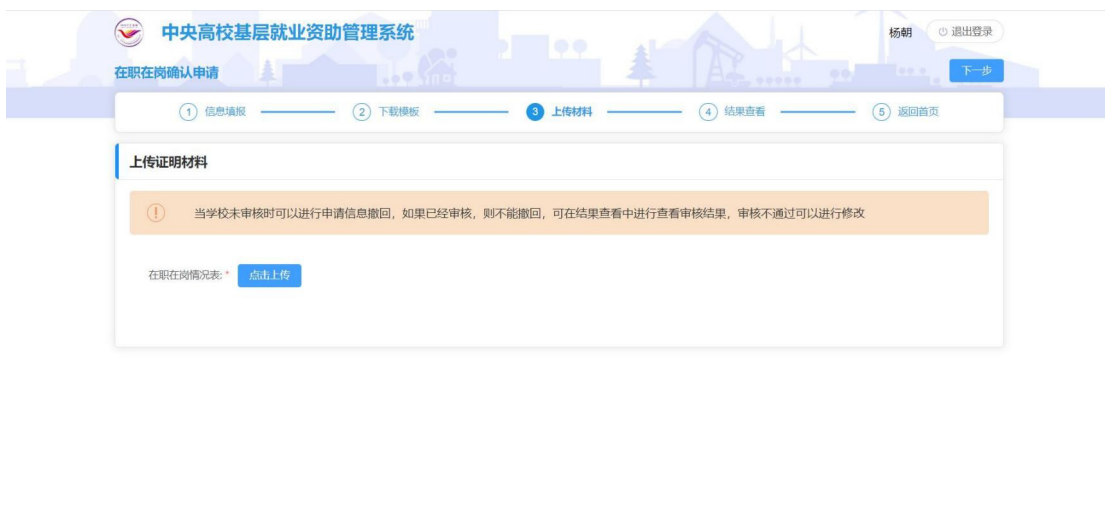 中央高校基层就业资助管理系统
杨朝 退出登录
在职在岗确认申请 下一步
1 信息填报 2 下载模板 3 上传材料 4 结果查看 5 返回首页
上传证明材料
当学校未审核时可以进行申请信息撤回，如果已经审核，则不能撤回，可在结果查看中进行查看审核结果，审核不通过可以进行修改
在职在岗情况表: * 点击上传